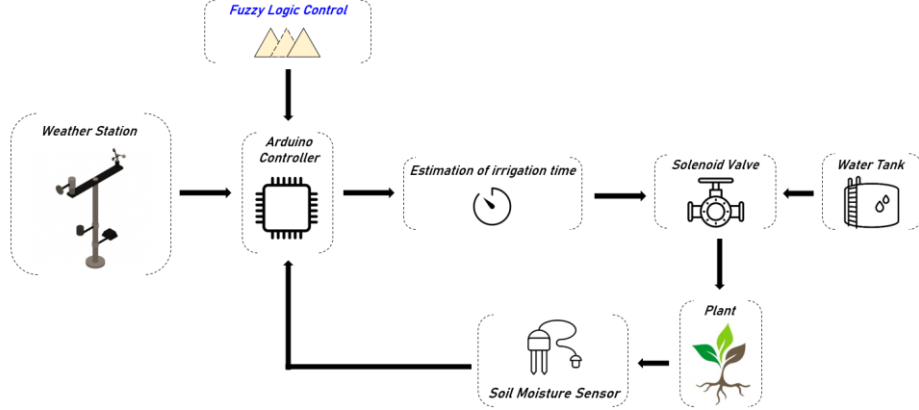 Fuzzy Logic Control
Weather Station
Arduino
Controller
Estimation of irrigation time
Solenoid Valve
Water Tank
Plant
Soil Moisture Sensor